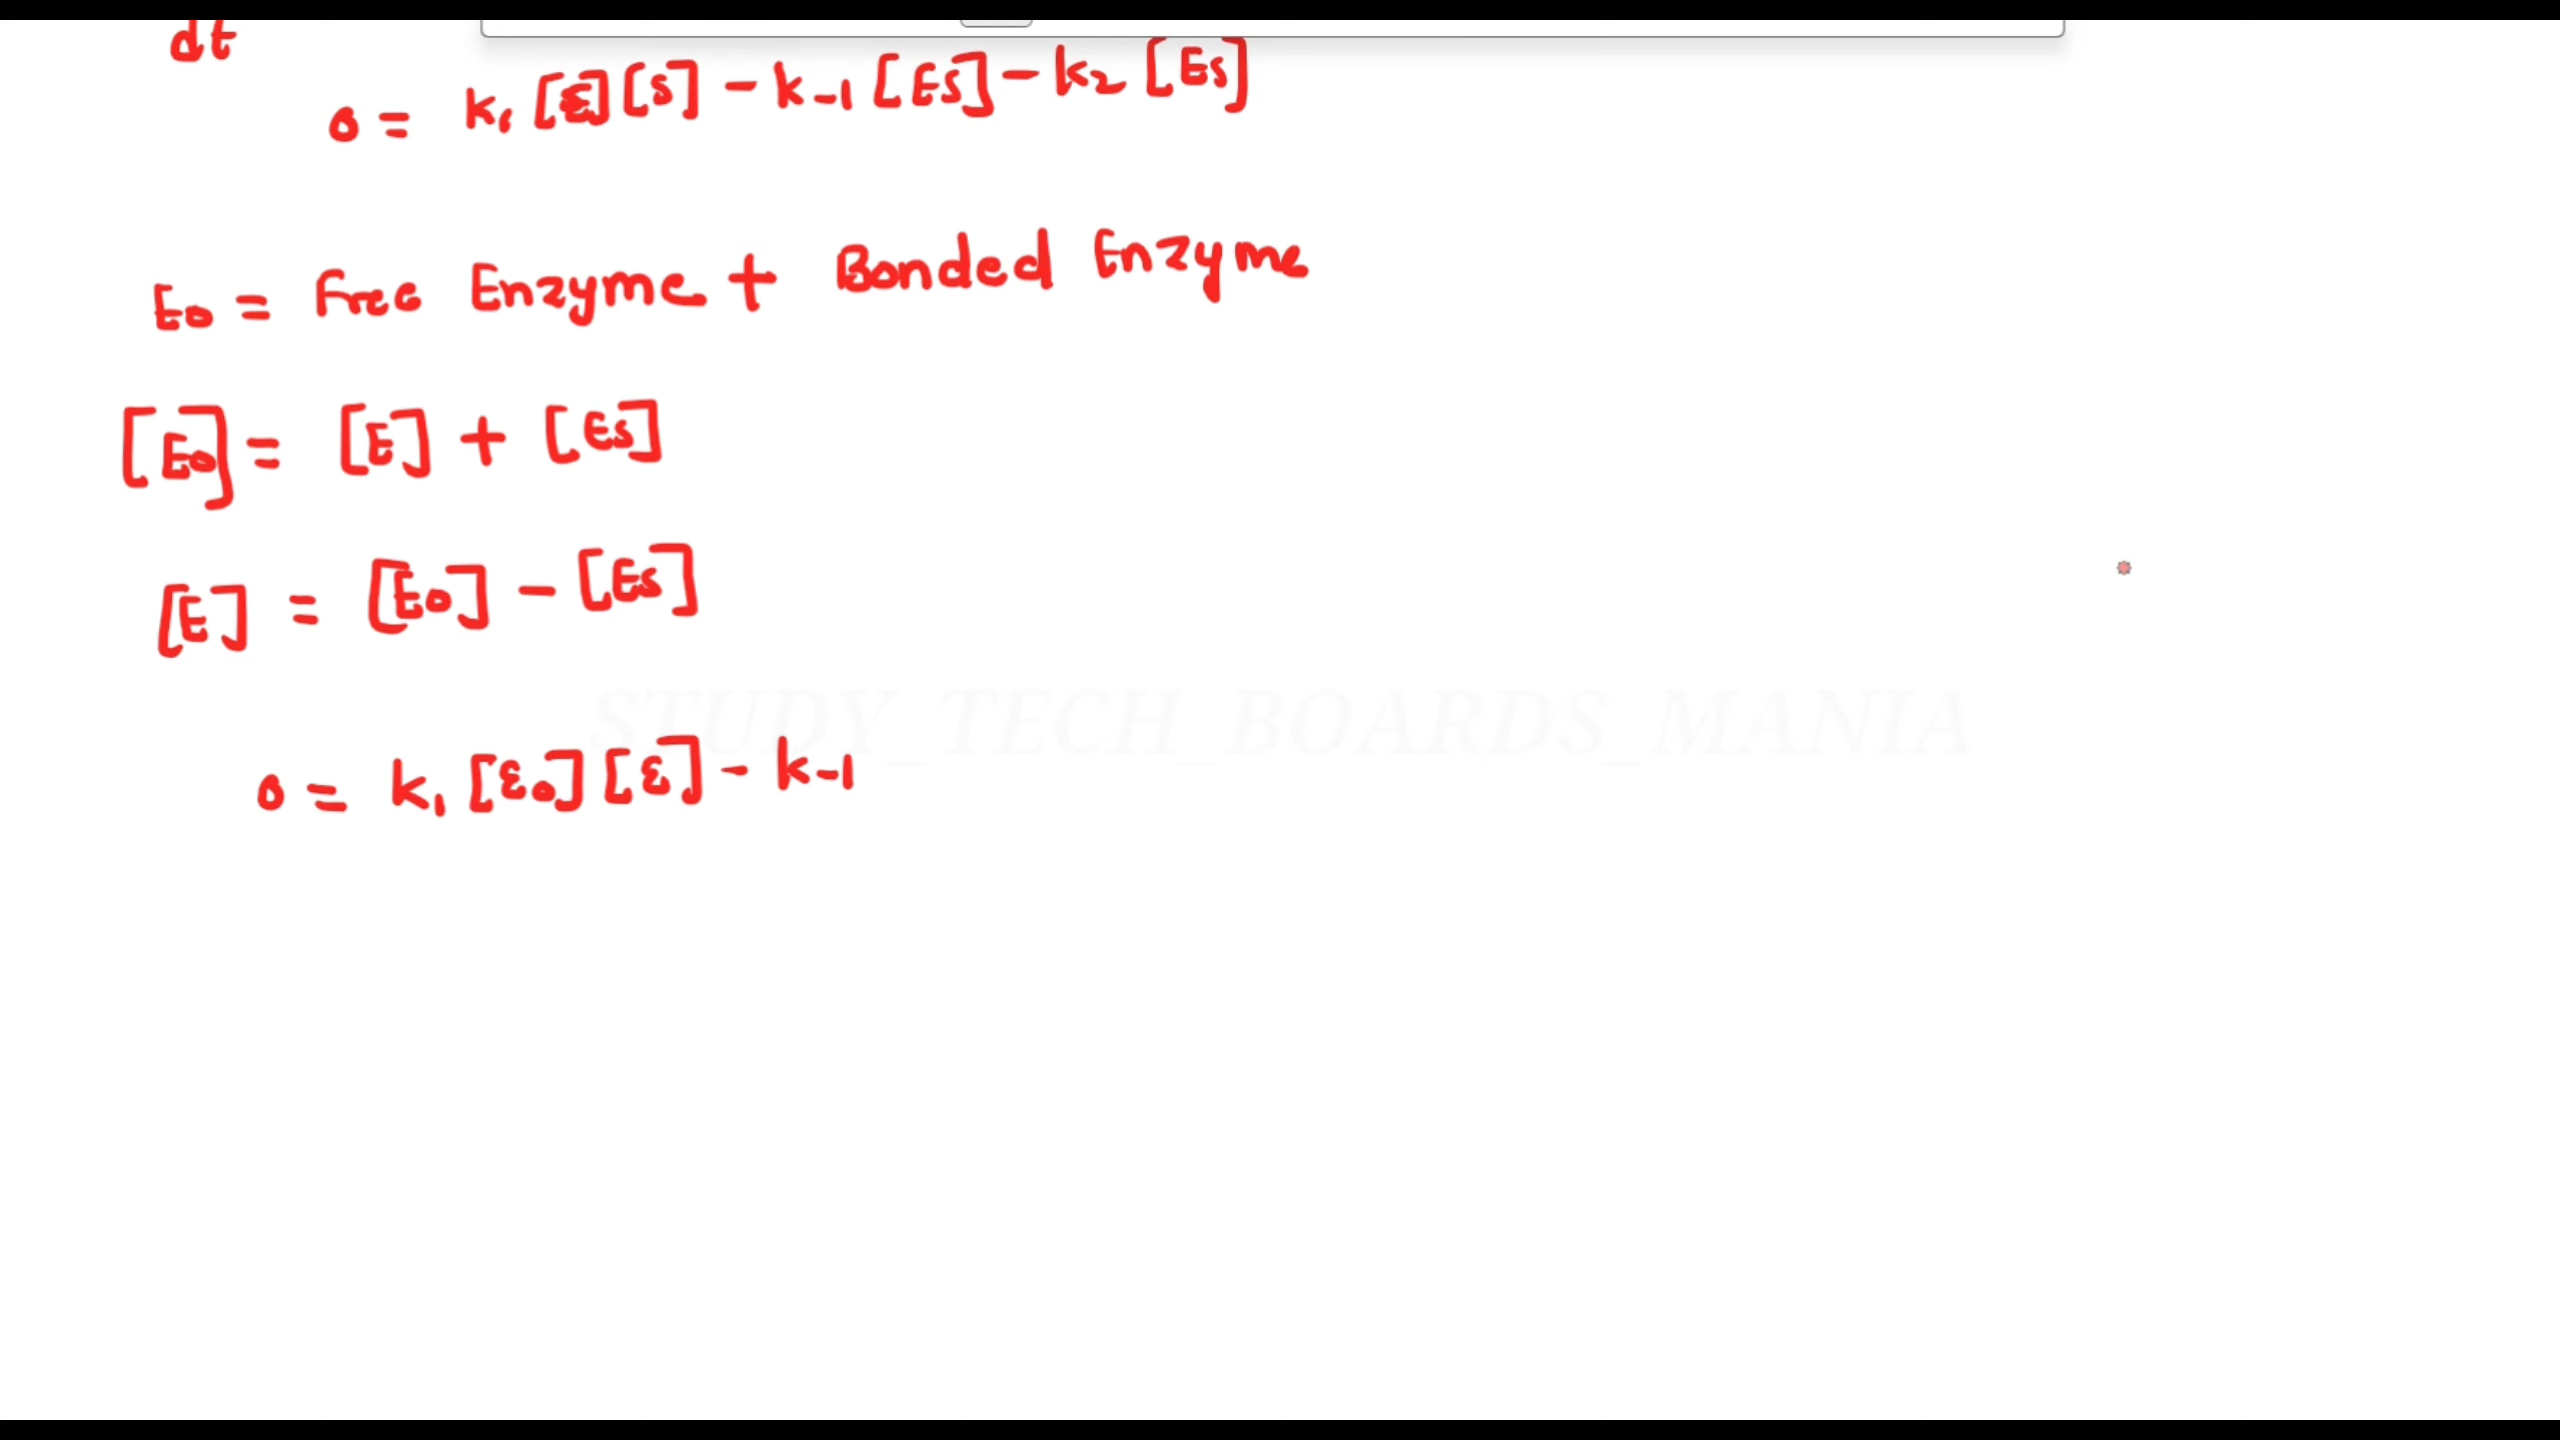 dt
0 = k₁ [E][S] - k-1 [ES] - k2 [ES]
E0 = Free Enzyme + Bonded Enzyme
[E0] = [E] + [ES]
[E] = [E0] - [ES]
STUDY_TECH_BOARDS_MANIA
0 = k₁ [E0] [E] - k-1